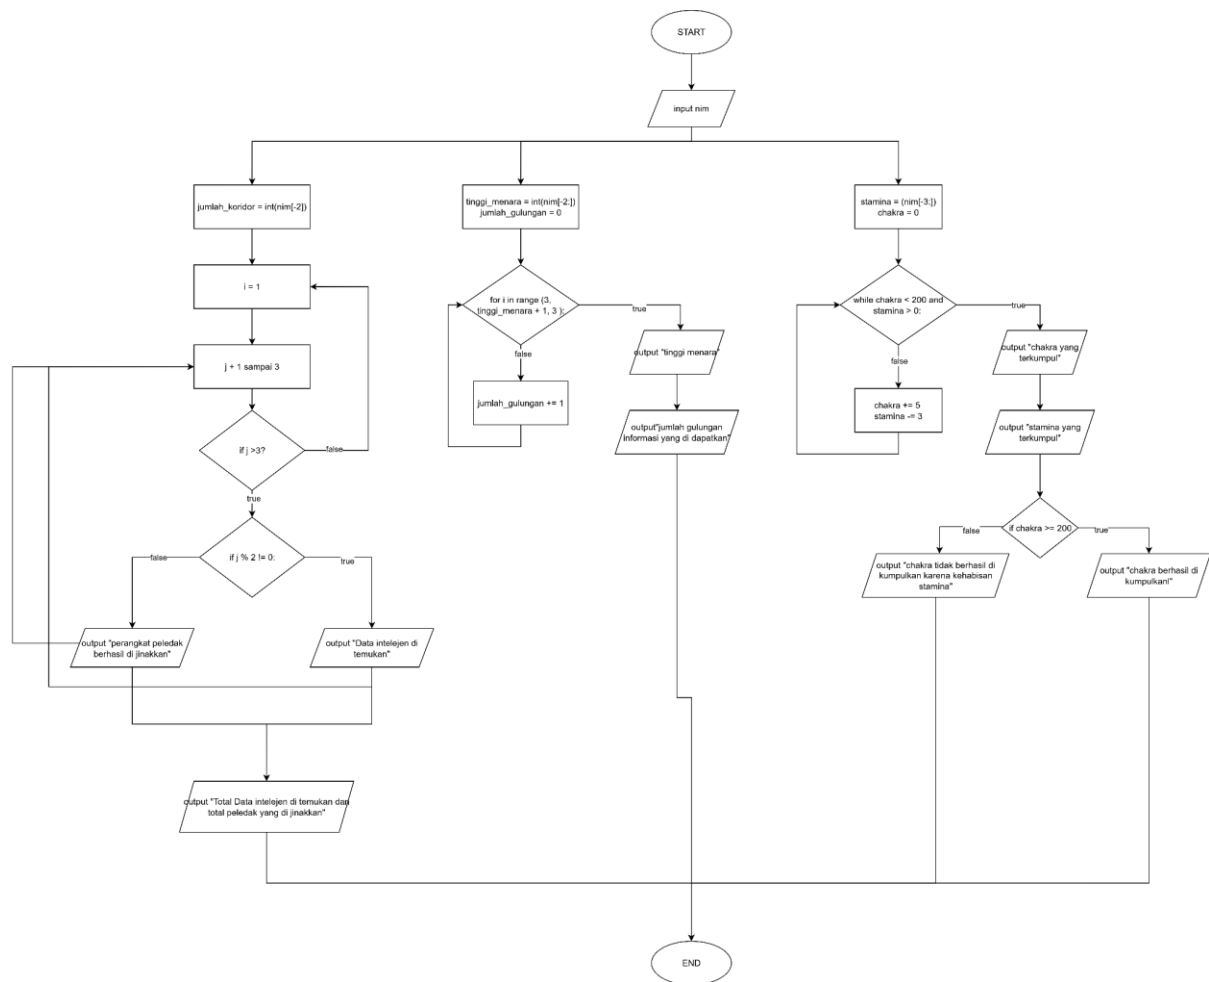 START
input nim
jumlah_koridor = int(nim[-2])
i = 1
j + 1 sampai 3
if j >3?
false
true
if j % 2 != 0:
false
true
output "perangkat peledak
berhasil di jinakkan"
output "Data intelejen di
temukan"
output "Total Data intelejen di temukan dan
total peledak yang di jinakkan"
tinggi_menara = int(nim[-2:])
jumlah_gulungan = 0
for i in range (3,
tinggi_menara + 1, 3 ):
true
false
jumlah_gulungan += 1
output "tinggi menara"
output"jumlah gulungan
informasi yang di dapatkan"
stamina = (nim[-3:])
chakra = 0
while chakra < 200 and
stamina > 0:
true
false
chakra += 5
stamina -= 3
output "chakra yang
terkumpul"
output "stamina yang
terkumpul"
if chakra >= 200
false
true
output "chakra tidak berhasil di
kumpulkan karena kehabisan
stamina"
output "chakra berhasil di
kumpulkan!"
END